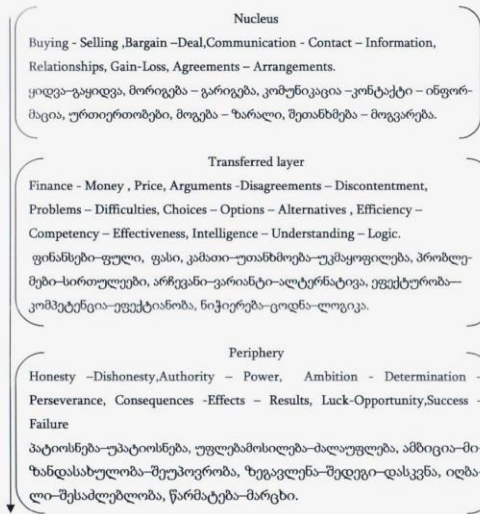 Nucleus
Buying - Selling ,Bargain –Deal,Communication - Contact – Information,
Relationships, Gain-Loss, Agreements – Arrangements.
ყიდვა–გაყიდვა, მორიგება – გარიგება, კომუნიკაცია –კონტაქტი – ინფორ-
მაცია, ურთიერთობები, მოგება – ზარალი, შეთანხმება – მოგვარება.
Transferred layer
Finance - Money , Price, Arguments -Disagreements – Discontentment,
Problems – Difficulties, Choices – Options – Alternatives , Efficiency –
Competency – Effectiveness, Intelligence – Understanding – Logic.
ფინანსები–ფული, ფასი, კამათი–უთანხმოება–უკმაყოფილება, პრობლე-
მები–სირთულეები, არჩევანი–ვარიანტი–ალტერნატივა, ეფექტურობა—
კომპეტენცია–ეფექტიანობა, ნიჭიერება–ცოდნა–ლოგიკა.
Periphery
Honesty –Dishonesty,Authority – Power, Ambition - Determination -
Perseverance, Consequences -Effects – Results, Luck-Opportunity,Success -
Failure
პატიოსნება–უპატიოსნება, უფლებამოსილება–ძალაუფლება, ამბიცია–მი-
ზანდასახულობა–შეუპოვრობა, ზეგავლენა–შედეგი–დასკვნა, იღბა-
ლი–შესაძლებლობა, წარმატება–მარცხი.